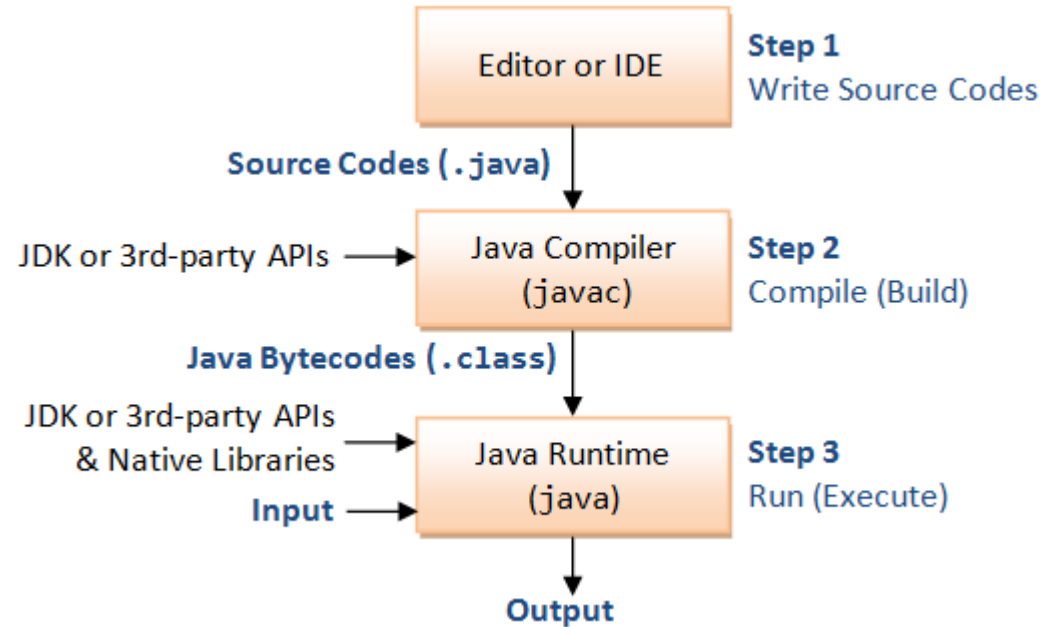 Editor or IDE
Step 1
Write Source Codes
Source Codes (.java)
JDK or 3rd-party APIs
Java Compiler
(javac)
Step 2
Compile (Build)
Java Bytecodes (.class)
JDK or 3rd-party APIs
& Native Libraries
Input
Java Runtime
(java)
Step 3
Run (Execute)
Output